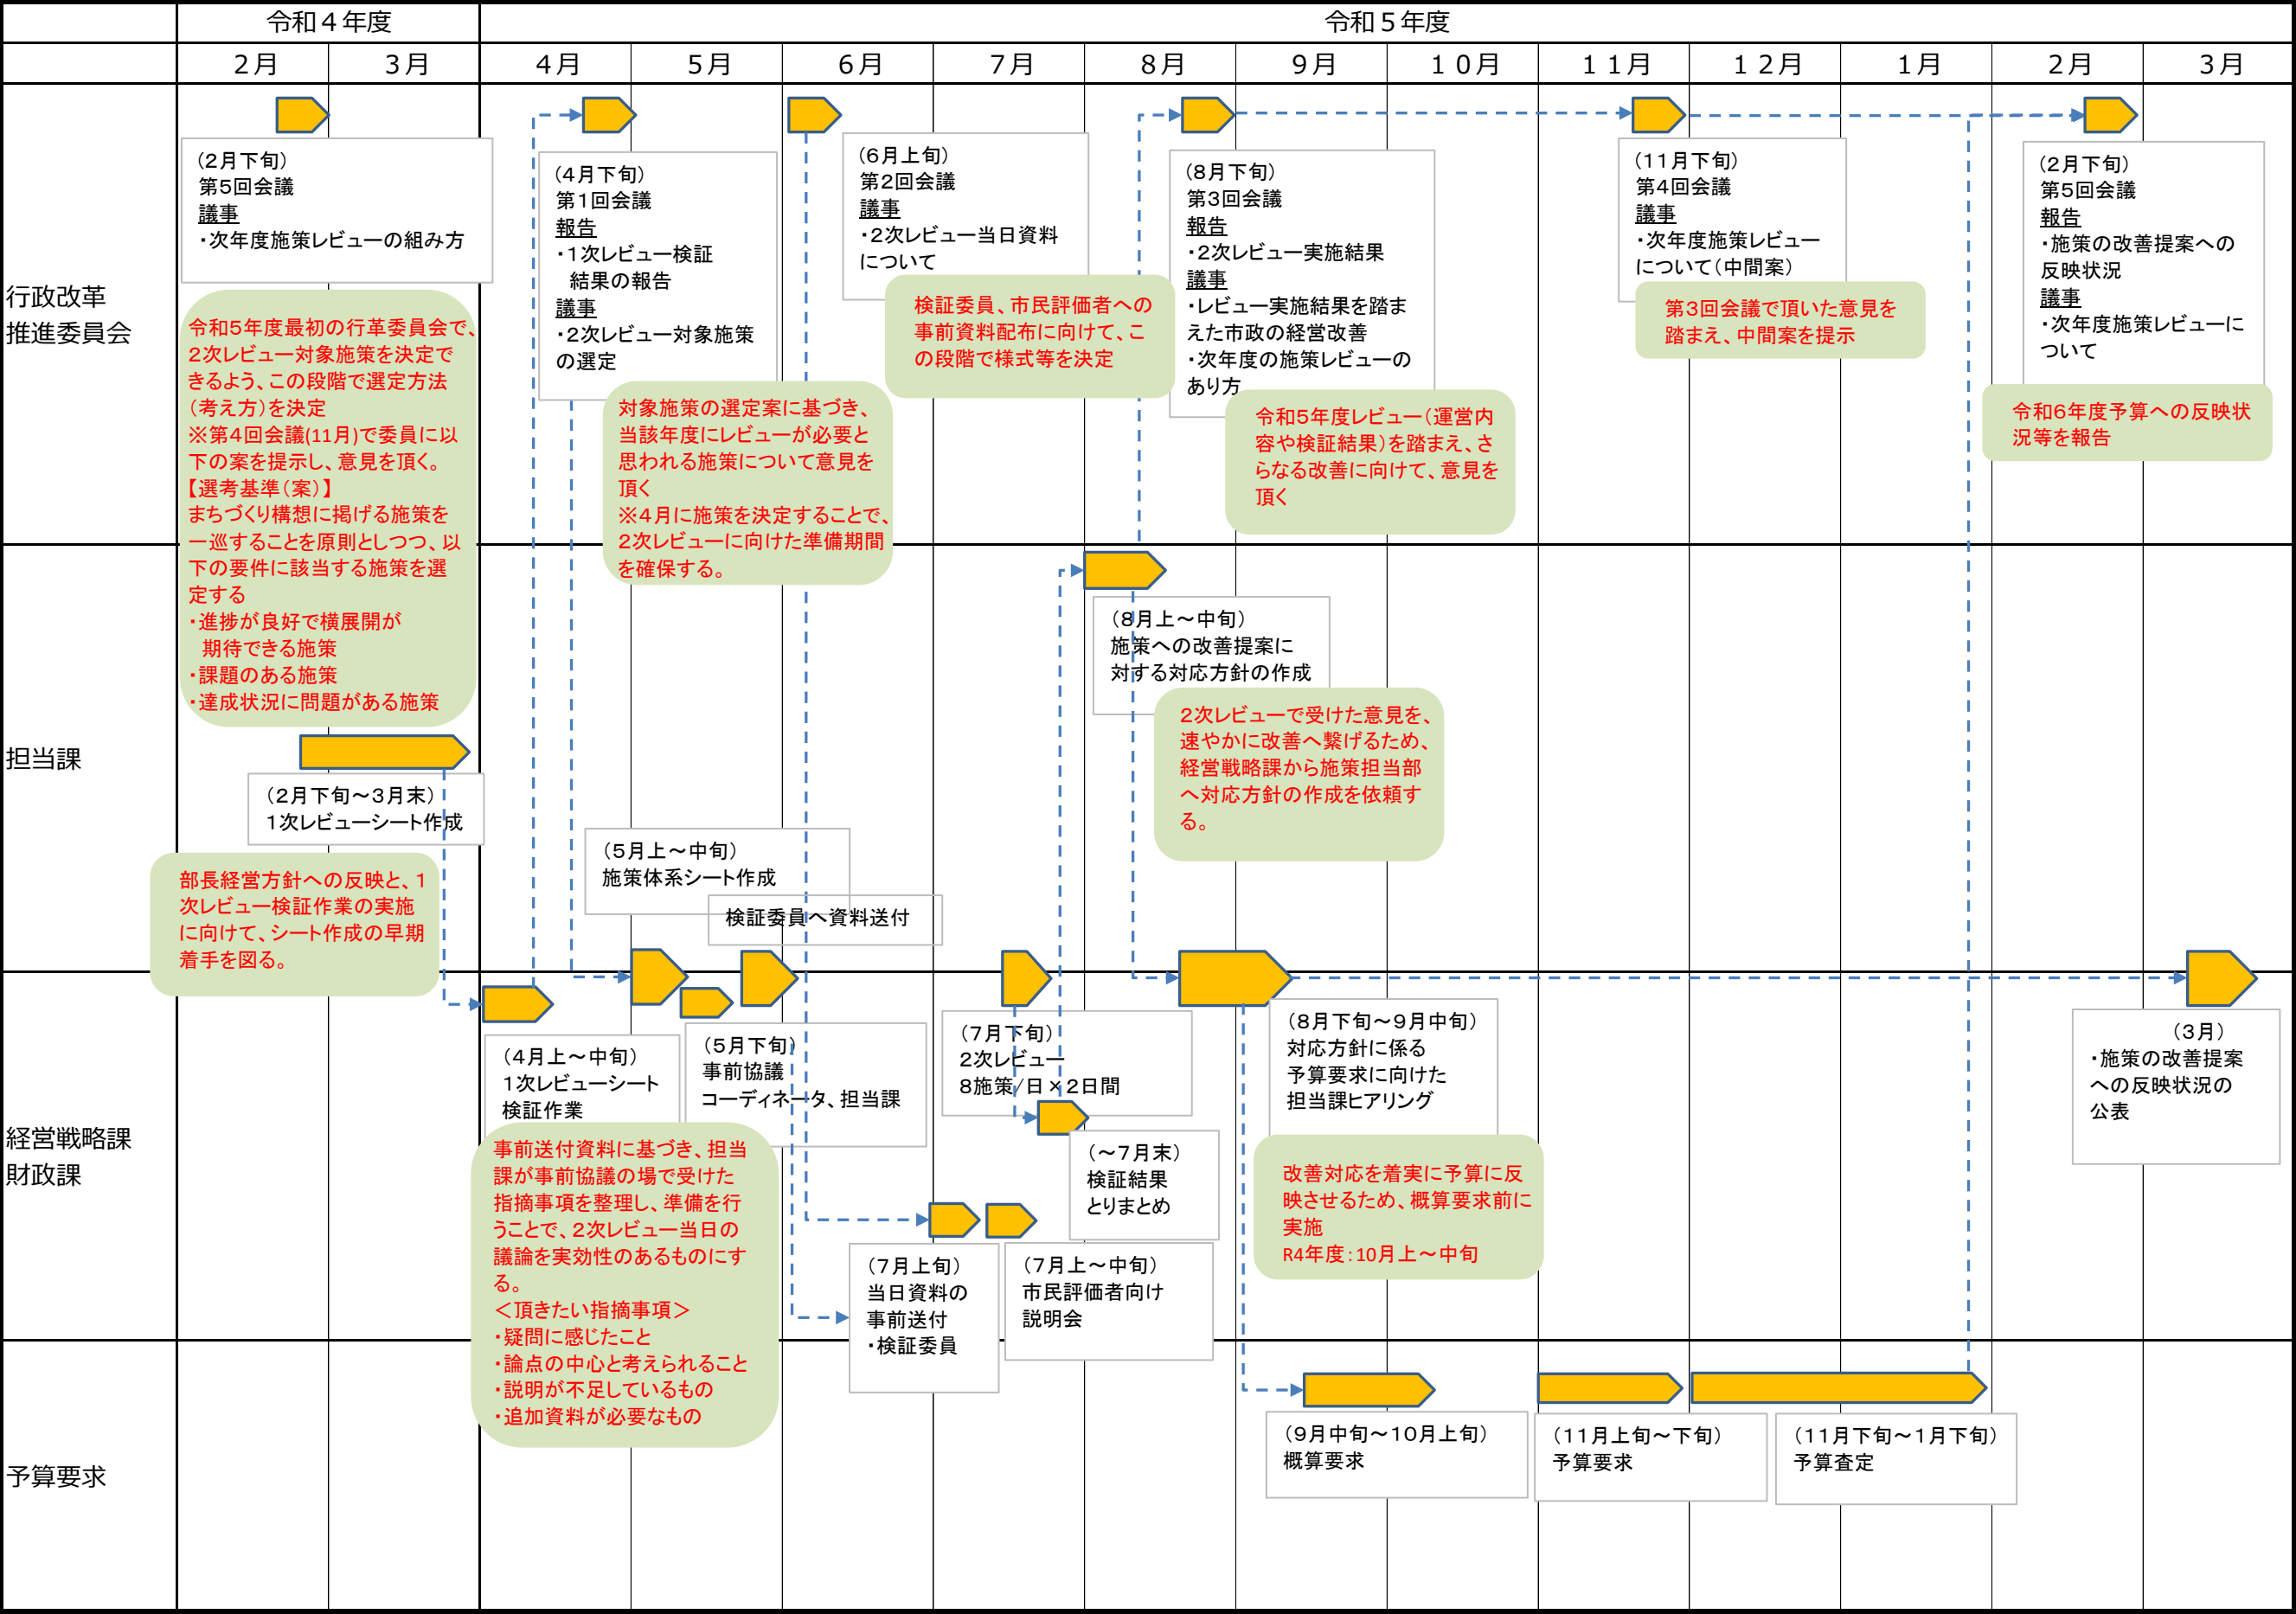 令和４年度
令和５年度
２月
３月
４月
５月
６月
７月
８月
９月
１０月
１１月
１２月
１月
２月
３月
行政改革
推進委員会
（２月下旬）
第５回会議
議事
・次年度施策レビューの組み方
令和５年度最初の行革委員会で、
２次レビュー対象施策を決定で
きるよう、この段階で選定方法
（考え方）を決定
※第４回会議(11月)で委員に以
下の案を提示し、意見を頂く。
【選考基準（案）】
まちづくり構想に掲げる施策を
一巡することを原則としつつ、以
下の要件に該当する施策を選
定する
・進捗が良好で横展開が
期待できる施策
・課題のある施策
・達成状況に問題がある施策
（４月下旬）
第１回会議
報告
・１次レビュー検証
結果の報告
議事
・２次レビュー対象施策
の選定
対象施策の選定案に基づき、
当該年度にレビューが必要と
思われる施策について意見を
頂く
※４月に施策を決定することで、
２次レビューに向けた準備期間
を確保する。
（６月上旬）
第２回会議
議事
・２次レビュー当日資料
について
検証委員、市民評価者への
事前資料配布に向けて、こ
の段階で様式等を決定
（８月下旬）
第３回会議
報告
・２次レビュー実施結果
議事
・レビュー実施結果を踏ま
えた市政の経営改善
・次年度の施策レビューの
あり方
令和５年度レビュー（運営内
容や検証結果）を踏まえ、さ
らなる改善に向けて、意見を
頂く
（１１月下旬）
第４回会議
議事
・次年度施策レビュー
について（中間案）
第３回会議で頂いた意見を
踏まえ、中間案を提示
（２月下旬）
第５回会議
報告
・施策の改善提案への
反映状況
議事
・次年度施策レビューに
ついて
令和６年度予算への反映状
況等を報告
担当課
（２月下旬～３月末）
１次レビューシート作成
部長経営方針への反映と、１
次レビュー検証作業の実施
に向けて、シート作成の早期
着手を図る。
（５月上～中旬）
施策体系シート作成
検証委員へ資料送付
（８月上～中旬）
施策への改善提案に
対する対応方針の作成
２次レビューで受けた意見を、
速やかに改善へ繋げるため、
経営戦略課から施策担当部
へ対応方針の作成を依頼す
る。
経営戦略課
財政課
（４月上～中旬）
１次レビューシート
検証作業
（５月下旬）
事前協議
コーディネータ、担当課
事前送付資料に基づき、担当
課が事前協議の場で受けた
指摘事項を整理し、準備を行
うことで、２次レビュー当日の
議論を実効性のあるものにす
る。
＜頂きたい指摘事項＞
・疑問に感じたこと
・論点の中心と考えられること
・説明が不足しているもの
・追加資料が必要なもの
（７月下旬）
２次レビュー
８施策/日×２日間
（～７月末）
検証結果
とりまとめ
（７月上旬）
当日資料の
事前送付
・検証委員
（７月上～中旬）
市民評価者向け
説明会
（８月下旬～９月中旬）
対応方針に係る
予算要求に向けた
担当課ヒアリング
改善対応を着実に予算に反
映させるため、概算要求前に
実施
R4年度：10月上～中旬
（３月）
・施策の改善提案
への反映状況の
公表
予算要求
（９月中旬～１０月上旬）
概算要求
（１１月上旬～下旬）
予算要求
（１１月下旬～１月下旬）
予算査定